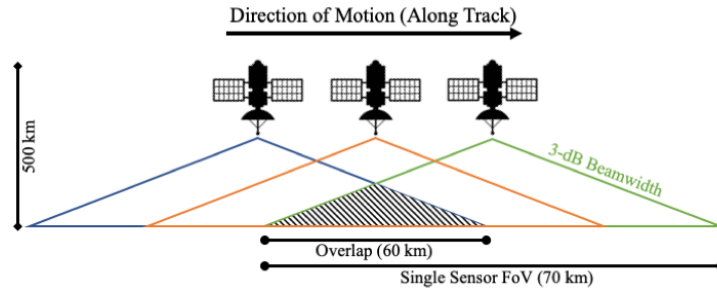 Direction of Motion (Along Track)
500 km
3-dB Beamwidth
Overlap (60 km)
Single Sensor FoV (70 km)